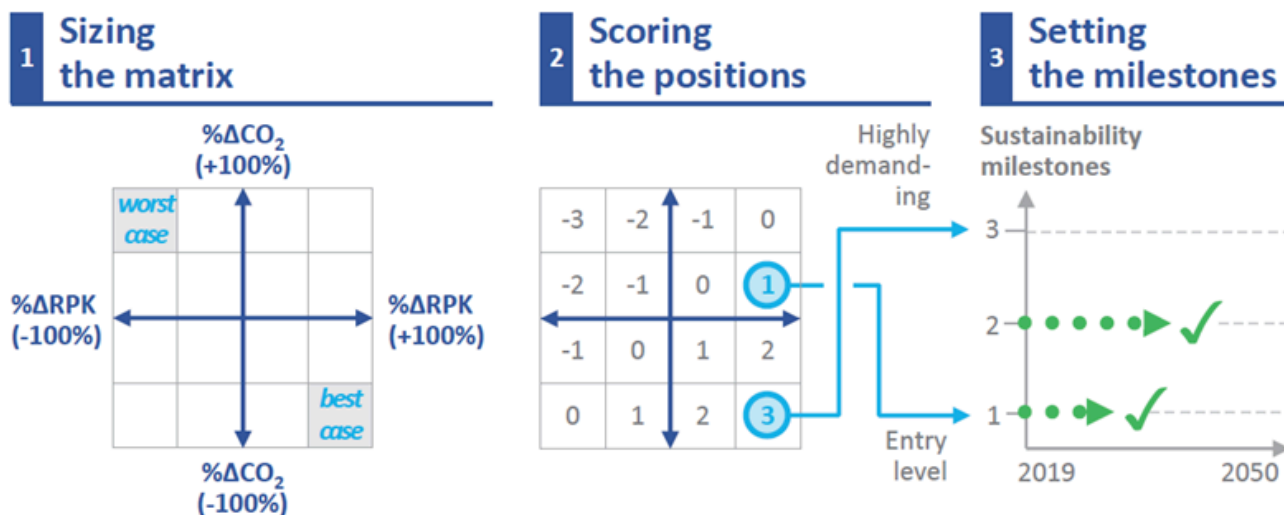 1
Sizing
the matrix
%ΔCO₂
(+100%)
worst
case
%ΔRPK
(-100%)
%ΔRPK
(+100%)
best
case
%ΔCO₂
(-100%)
2
Scoring
the positions
Highly
demand-
ing
-3 -2 -1 0
-2 -1 0 1
-1 0 1 2
0 1 2 3
Entry
level
3
Setting
the milestones
Sustainability
milestones
3
2
1
2019 2050